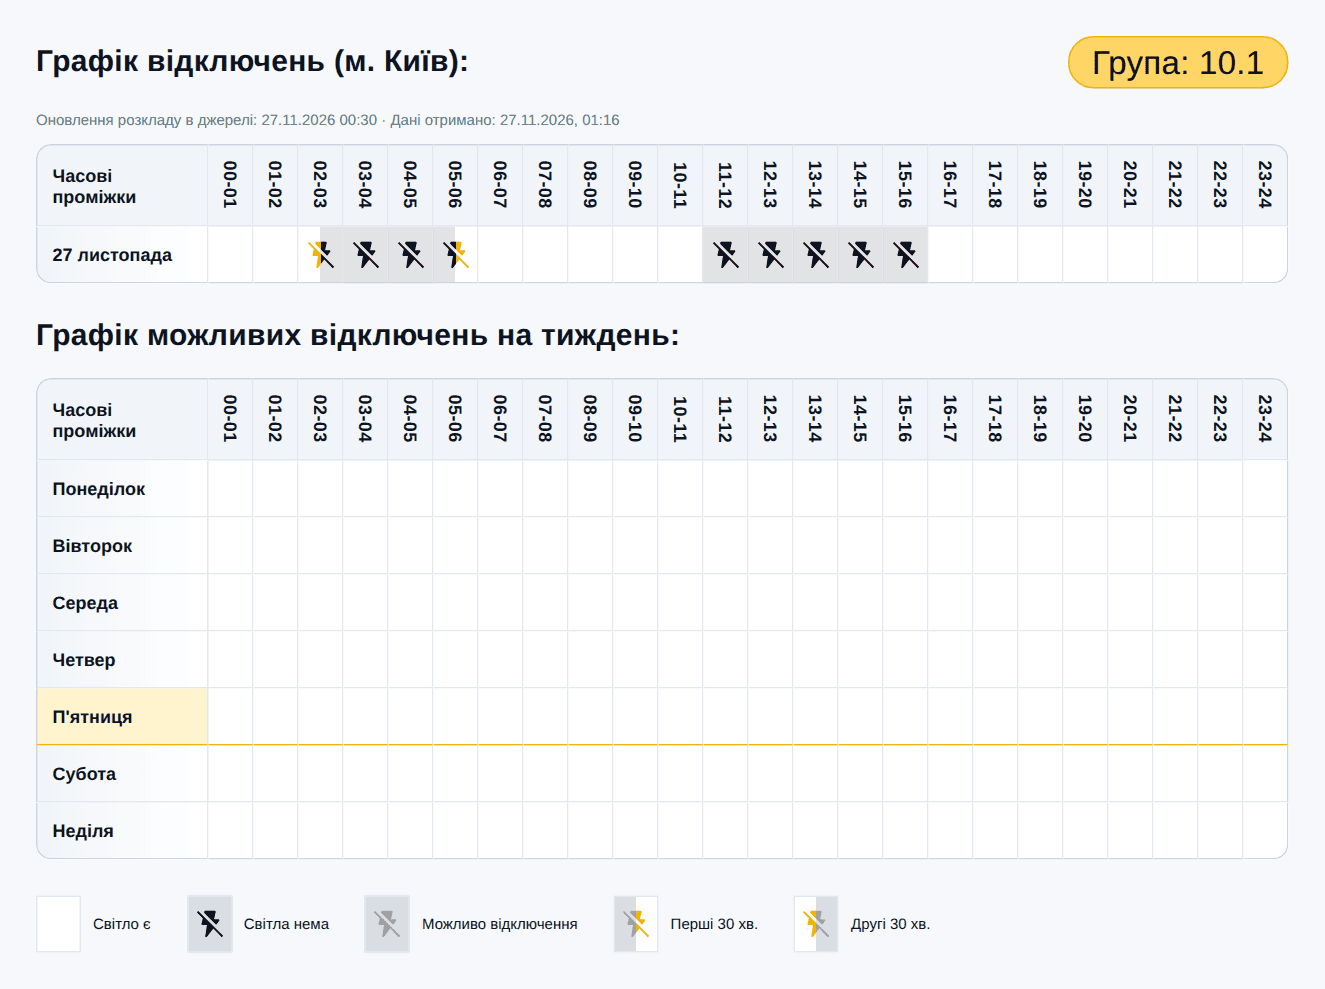 Графік відключень (м. Київ):
Група: 10.1
Оновлення розкладу в джерелі: 27.11.2026 00:30 · Дані отримано: 27.11.2026, 01:16
Часові проміжки 00-01 01-02 02-03 03-04 04-05 05-06 06-07 07-08 08-09 09-10 10-11 11-12 12-13 13-14 14-15 15-16 16-17 17-18 18-19 19-20 20-21 21-22 22-23 23-24
27 листопада
Графік можливих відключень на тиждень:
Часові проміжки 00-01 01-02 02-03 03-04 04-05 05-06 06-07 07-08 08-09 09-10 10-11 11-12 12-13 13-14 14-15 15-16 16-17 17-18 18-19 19-20 20-21 21-22 22-23 23-24
Понеділок
Вівторок
Середа
Четвер
П'ятниця
Субота
Неділя
Світло є Світла нема Можливо відключення Перші 30 хв. Другі 30 хв.